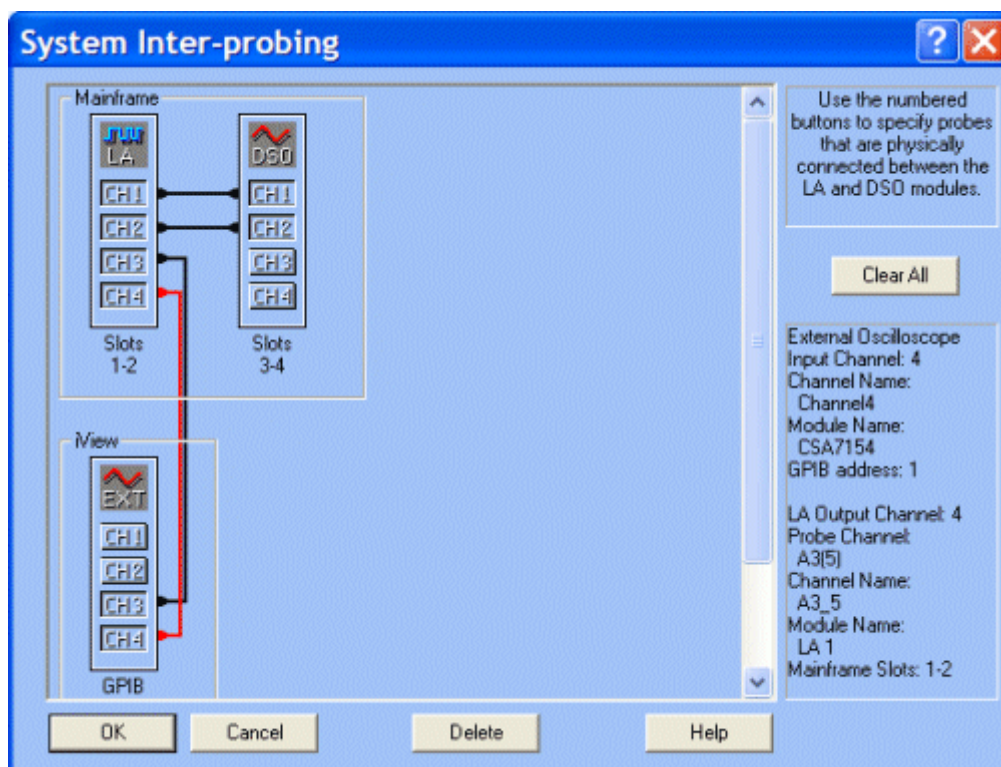 System Inter-probing
Mainframe
LA
CH1
CH2
CH3
CH4
Slots
1-2
DSO
CH1
CH2
CH3
CH4
Slots
3-4
iView
EXT
CH1
CH2
CH3
CH4
GPIB
Use the numbered
buttons to specify probes
that are physically
connected between the
LA and DSO modules.
Clear All
External Oscilloscope
Input Channel: 4
Channel Name:
Channel4
Module Name:
CSA7154
GPIB address: 1
LA Output Channel: 4
Probe Channel:
A3(5)
Channel Name:
A3_5
Module Name:
LA 1
Mainframe Slots: 1-2
OK
Cancel
Delete
Help